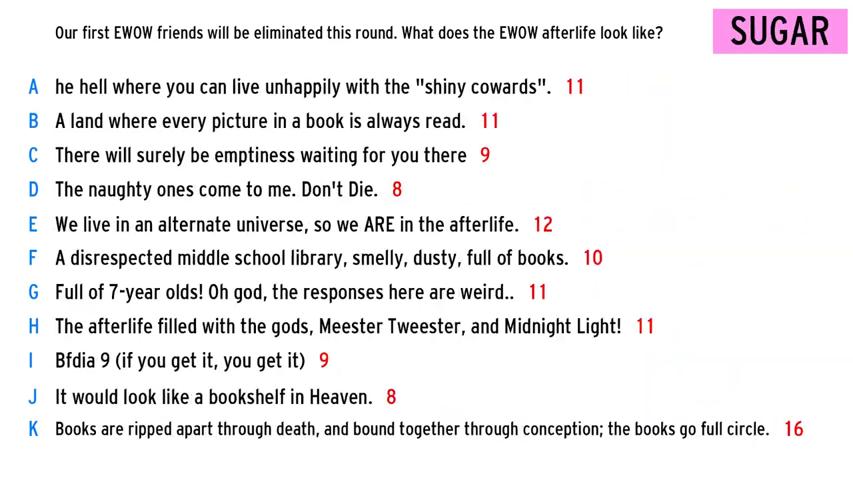 Our first EWOW friends will be eliminated this round. What does the EWOW afterlife look like?
SUGAR
A he hell where you can live unhappily with the "shiny cowards". 11
B A land where every picture in a book is always read. 11
C There will surely be emptiness waiting for you there 9
D The naughty ones come to me. Don't Die. 8
E We live in an alternate universe, so we ARE in the afterlife. 12
F A disrespected middle school library, smelly, dusty, full of books. 10
G Full of 7-year olds! Oh god, the responses here are weird.. 11
H The afterlife filled with the gods, Meester Tweester, and Midnight Light! 11
I Bfdia 9 (if you get it, you get it) 9
J It would look like a bookshelf in Heaven. 8
K Books are ripped apart through death, and bound together through conception; the books go full circle. 16